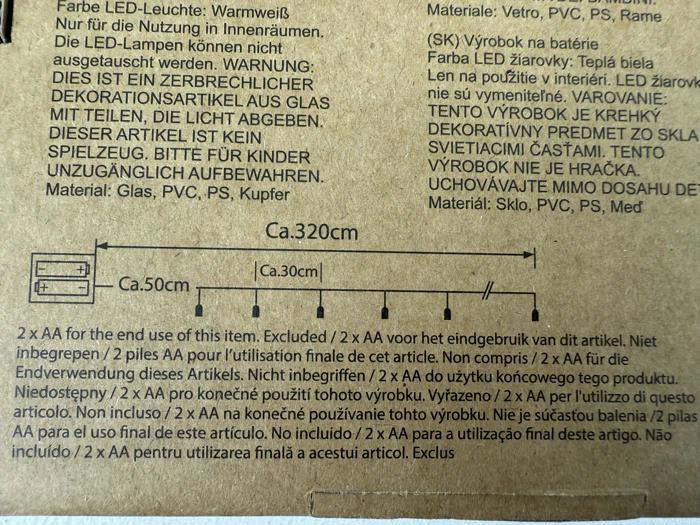 Farbe LED-Leuchte: Warmweiß
Nur für die Nutzung in Innenräumen.
Die LED-Lampen können nicht
ausgetauscht werden. WARNUNG:
DIES IST EIN ZERBRECHLICHER
DEKORATIONSARTIKEL AUS GLAS
MIT TEILEN, DIE LICHT ABGEBEN.
DIESER ARTIKEL IST KEIN
SPIELZEUG. BITTE FÜR KINDER
UNZUGÄNGLICH AUFBEWAHREN.
Material: Glas, PVC, PS, Kupfer
Materiale: Vetro, PVC, PS, Rame
(SK) Výrobok na batérie
Farba LED žiarovky: Teplá biela
Len na použitie v interiéri. LED žiarovk
nie sú vymeniteľné. VAROVANIE:
TENTO VÝROBOK JE KREHKÝ
DEKORATÍVNY PREDMET ZO SKLA
SVIETIACIMI ČASŤAMI. TENTO
VÝROBOK NIE JE HRAČKA.
UCHOVÁVAJTE MIMO DOSAHU DE
Materiál: Sklo, PVC, PS, Meď
Ca.320cm
Ca.30cm
Ca.50cm
2 x AA for the end use of this item. Excluded / 2 x AA voor het eindgebruik van dit artikel. Niet
inbegrepen / 2 piles AA pour l'utilisation finale de cet article. Non compris / 2 x AA für die
Endverwendung dieses Artikels. Nicht inbegriffen / 2 x AA do użytku końcowego tego produktu.
Niedostępny / 2 x AA pro konečné použití tohoto výrobku. Vyřazeno / 2 x AA per l'utilizzo di questo
articolo. Non incluso / 2 x AA na konečné používanie tohto výrobku. Nie je súčasťou balenia /2 pilas
AA para el uso final de este artículo. No incluido / 2 x AA para a utilização final deste artigo. Não
incluído / 2 x AA pentru utilizarea finală a acestui articol. Exclus